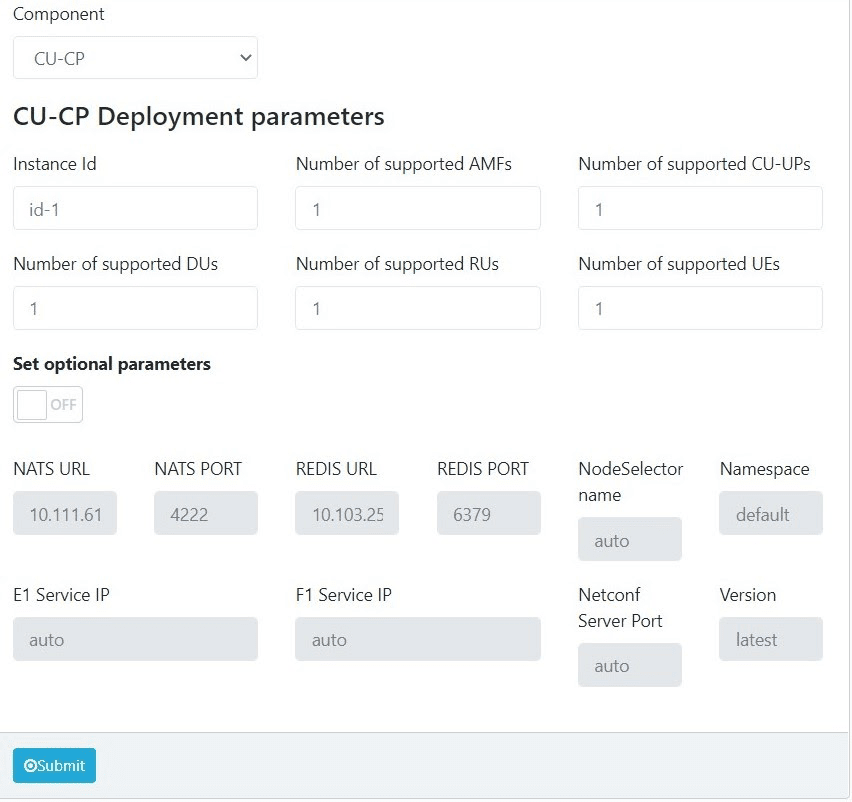 Component
CU-CP
CU-CP Deployment parameters
Instance Id Number of supported AMFs Number of supported CU-UPs
id-1 1 1
Number of supported DUs Number of supported RUs Number of supported UEs
1 1 1
Set optional parameters
OFF
NATS URL NATS PORT REDIS URL REDIS PORT NodeSelector name Namespace
10.111.61 4222 10.103.25 6379 auto default
E1 Service IP F1 Service IP Netconf Server Port Version
auto auto auto latest
Submit